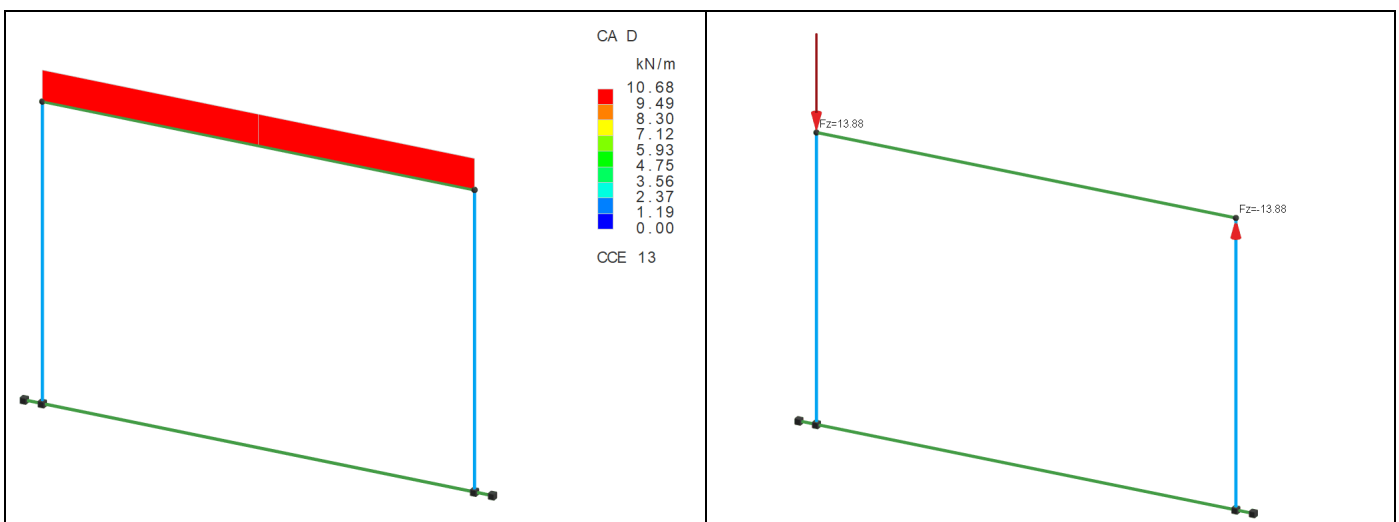 CA D
kN/m
10.68
9.49
8.30
7.12
5.93
4.75
3.56
2.37
1.19
0.00
CCE 13
Fz=13.88
Fz=-13.88